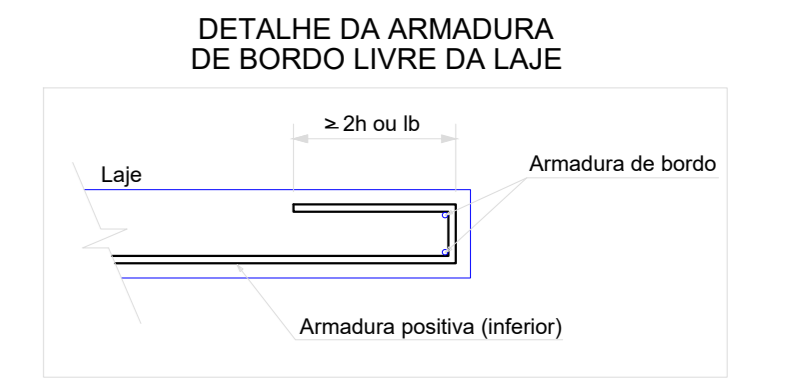 DETALHE DA ARMADURA
DE BORDO LIVRE DA LAJE
≥ 2h ou lb
Armadura de bordo
Laje
Armadura positiva (inferior)